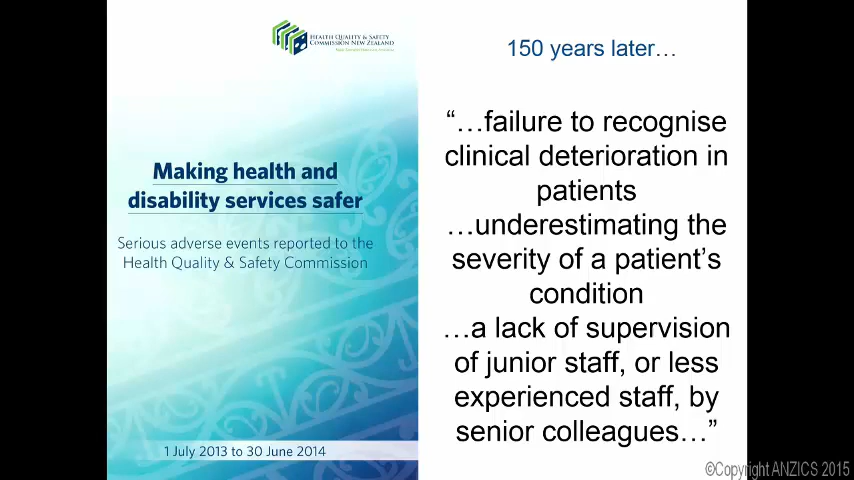 HEALTH QUALITY & SAFETY
COMMISSION NEW ZEALAND
Making health and
disability services safer
Serious adverse events reported to the
Health Quality & Safety Commission
1 July 2013 to 30 June 2014
150 years later…
“…failure to recognise
clinical deterioration in
patients
…underestimating the
severity of a patient’s
condition
…a lack of supervision
of junior staff, or less
experienced staff, by
senior colleagues…”
©Copyright ANZICS 2015